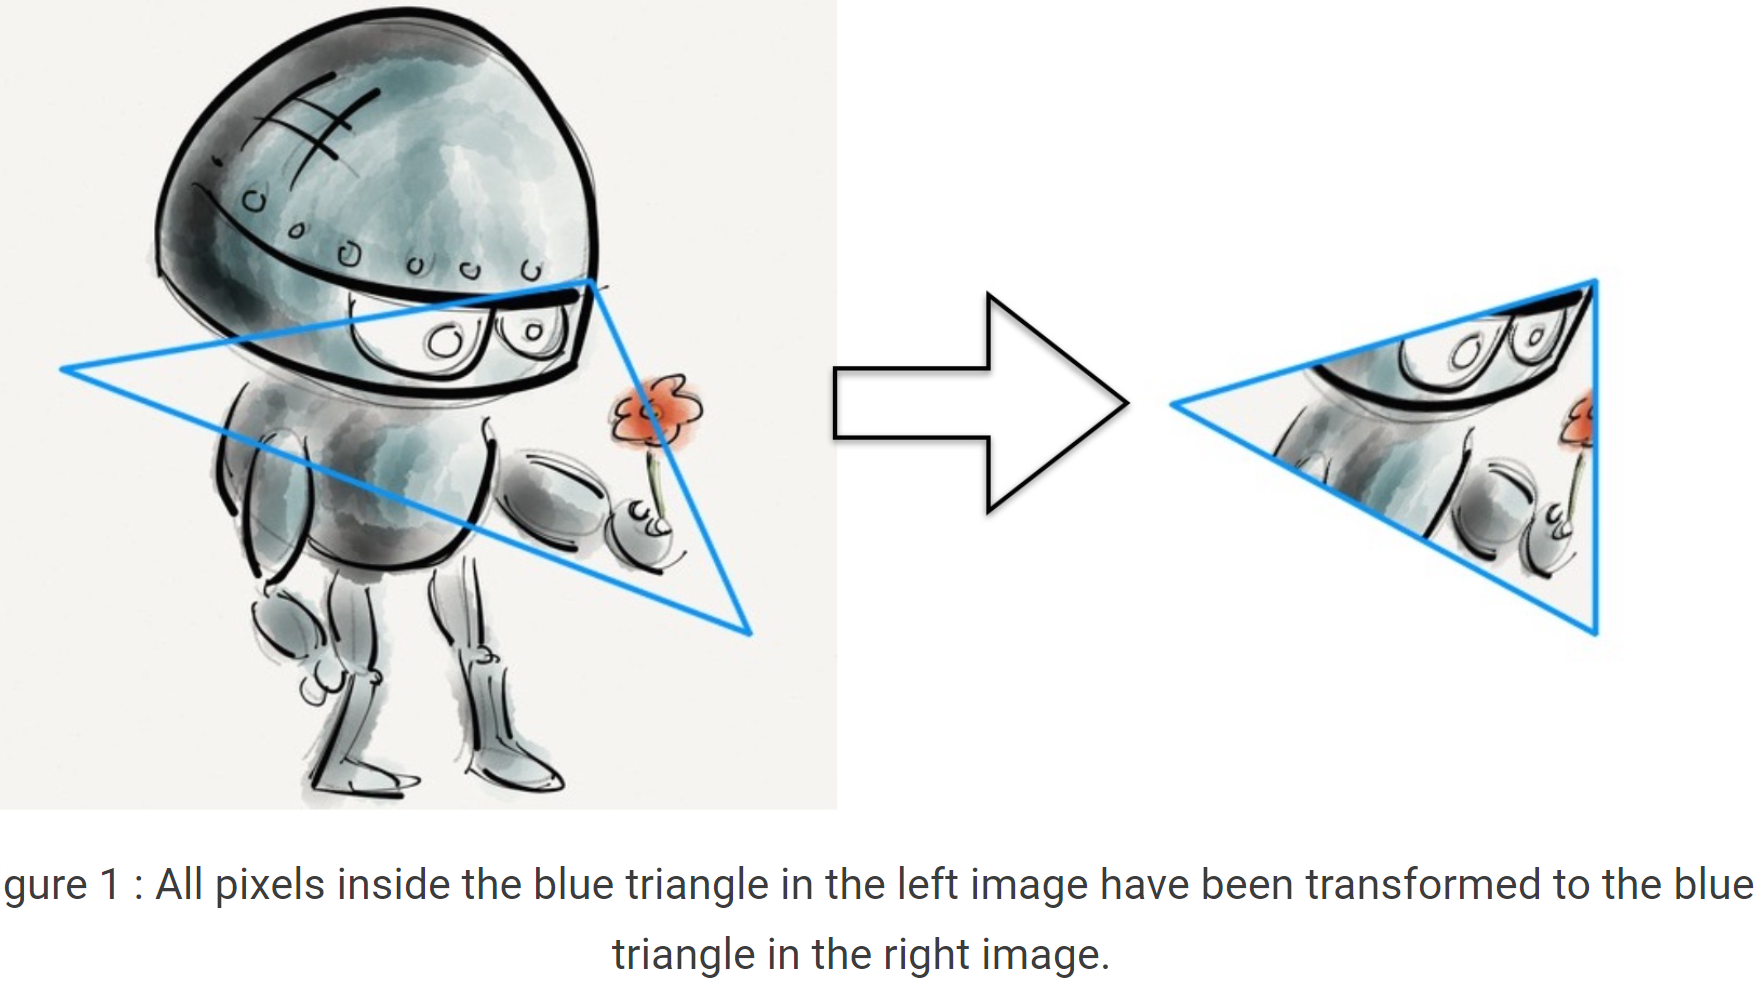 gure 1 : All pixels inside the blue triangle in the left image have been transformed to the blue
triangle in the right image.